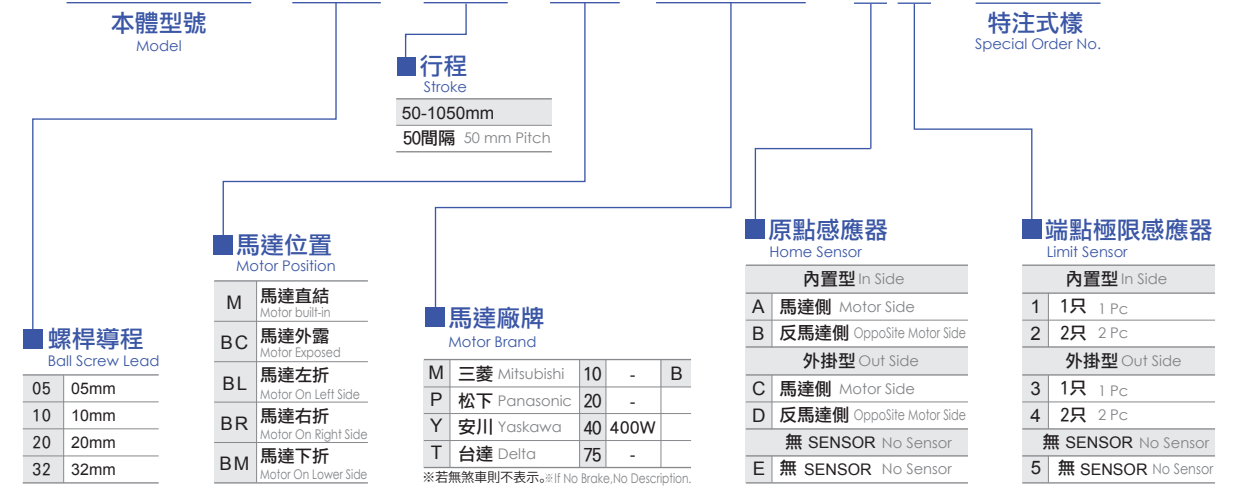 本體型號
Model
特注式樣
Special Order No.
行程
Stroke
50-1050mm
50間隔 50 mm Pitch
螺桿導程
Ball Screw Lead
05 05mm
10 10mm
20 20mm
32 32mm
馬達位置
Motor Position
M 馬達直結
Motor built-in
BC 馬達外露
Motor Exposed
BL 馬達左折
Motor On Left Side
BR 馬達右折
Motor On Right Side
BM 馬達下折
Motor On Lower Side
馬達廠牌
Motor Brand
M 三菱 Mitsubishi 10 - B
P 松下 Panasonic 20 -
Y 安川 Yaskawa 40 400W
T 台達 Delta 75 -
※若無煞車則不表示。※If No Brake,No Description.
原點感應器
Home Sensor
內置型 In Side
A 馬達側 Motor Side
B 反馬達側 OppoSite Motor Side
外掛型 Out Side
C 馬達側 Motor Side
D 反馬達側 OppoSite Motor Side
無 SENSOR No Sensor
E 無 SENSOR No Sensor
端點極限感應器
Limit Sensor
內置型 In Side
1 1只 1 Pc
2 2只 2 Pc
外掛型 Out Side
3 1只 1 Pc
4 2只 2 Pc
無 SENSOR No Sensor
5 無 SENSOR No Sensor